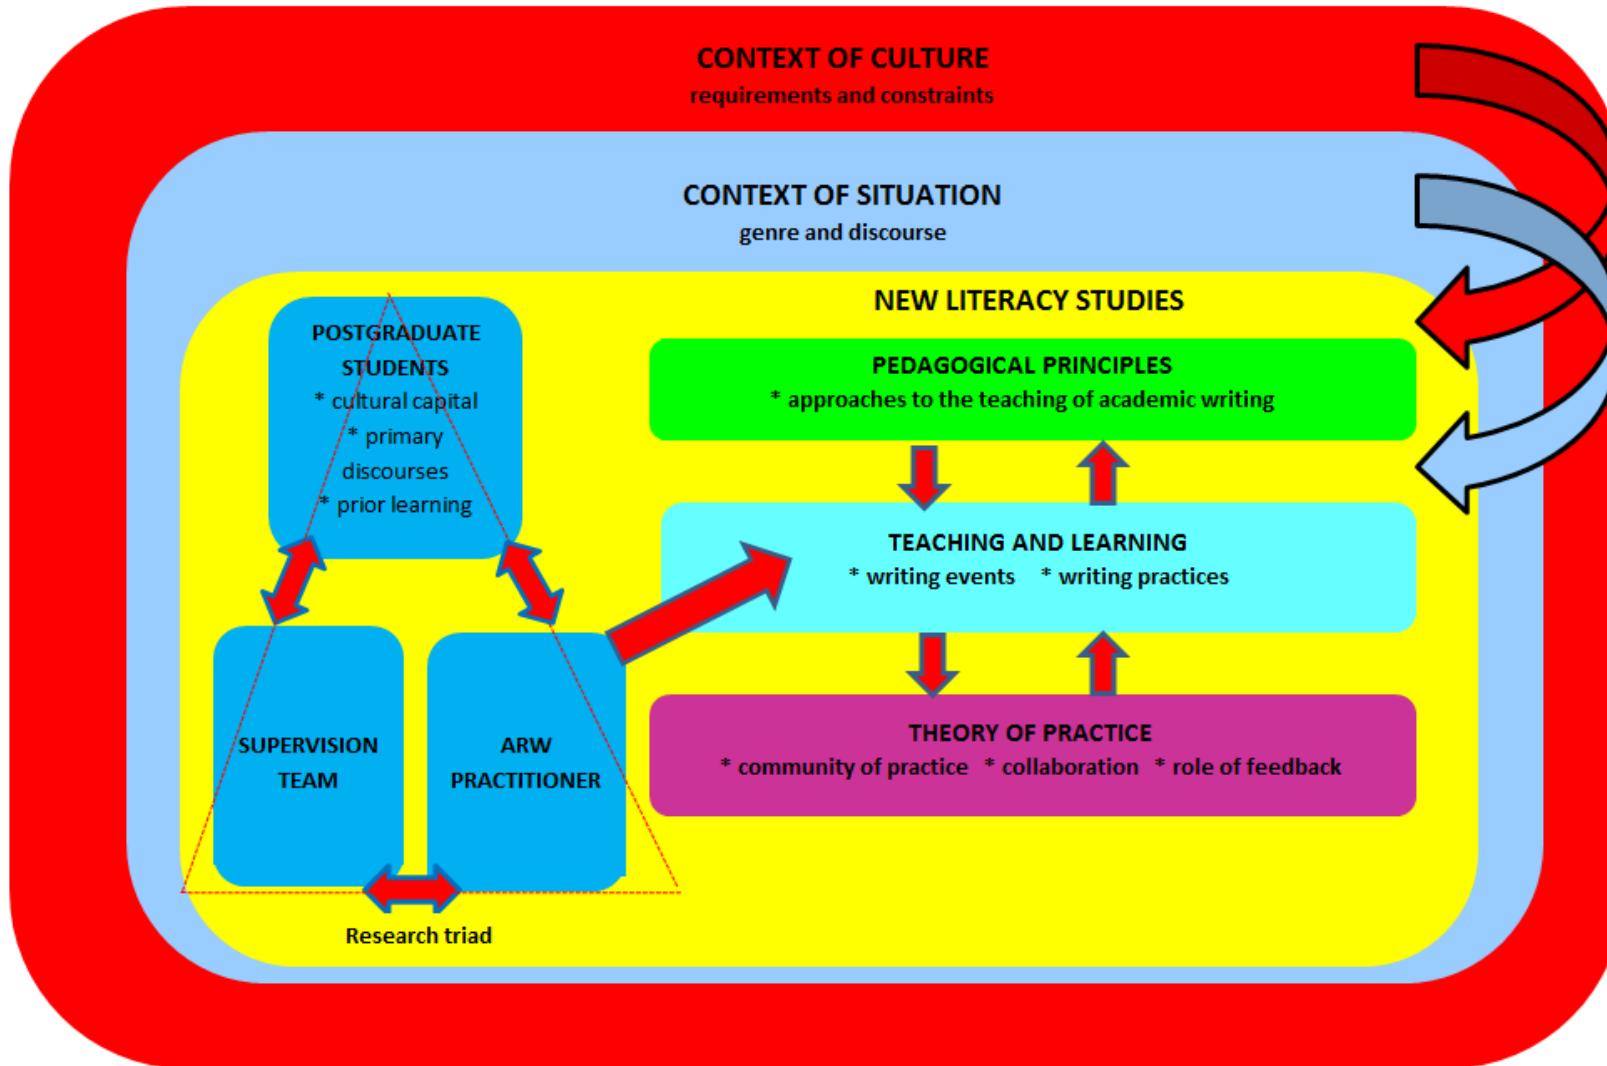 CONTEXT OF CULTURE
requirements and constraints
CONTEXT OF SITUATION
genre and discourse
NEW LITERACY STUDIES
POSTGRADUATE
STUDENTS
* cultural capital
* primary
discourses
* prior learning
PEDAGOGICAL PRINCIPLES
* approaches to the teaching of academic writing
TEACHING AND LEARNING
* writing events * writing practices
SUPERVISION
TEAM
ARW
PRACTITIONER
THEORY OF PRACTICE
* community of practice * collaboration * role of feedback
Research triad